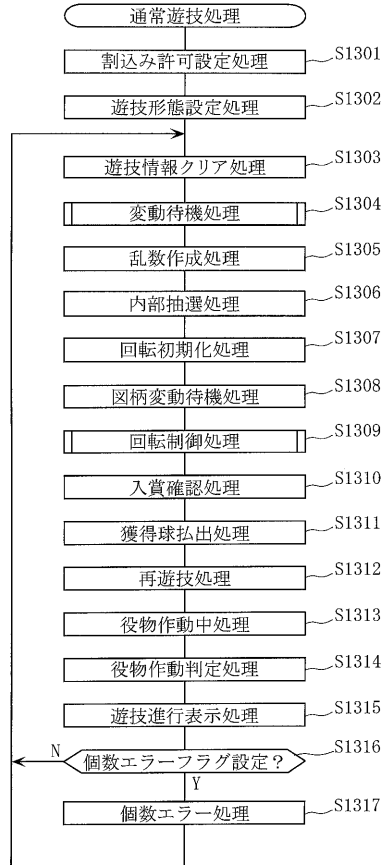 通常遊技処理
割込み許可設定処理 S1301
遊技形態設定処理 S1302
遊技情報クリア処理 S1303
変動待機処理 S1304
乱数作成処理 S1305
内部抽選処理 S1306
回転初期化処理 S1307
図柄変動待機処理 S1308
回転制御処理 S1309
入賞確認処理 S1310
獲得球払出処理 S1311
再遊技処理 S1312
役物作動中処理 S1313
役物作動判定処理 S1314
遊技進行表示処理 S1315
N 個数エラーフラグ設定？ S1316
Y
個数エラー処理 S1317